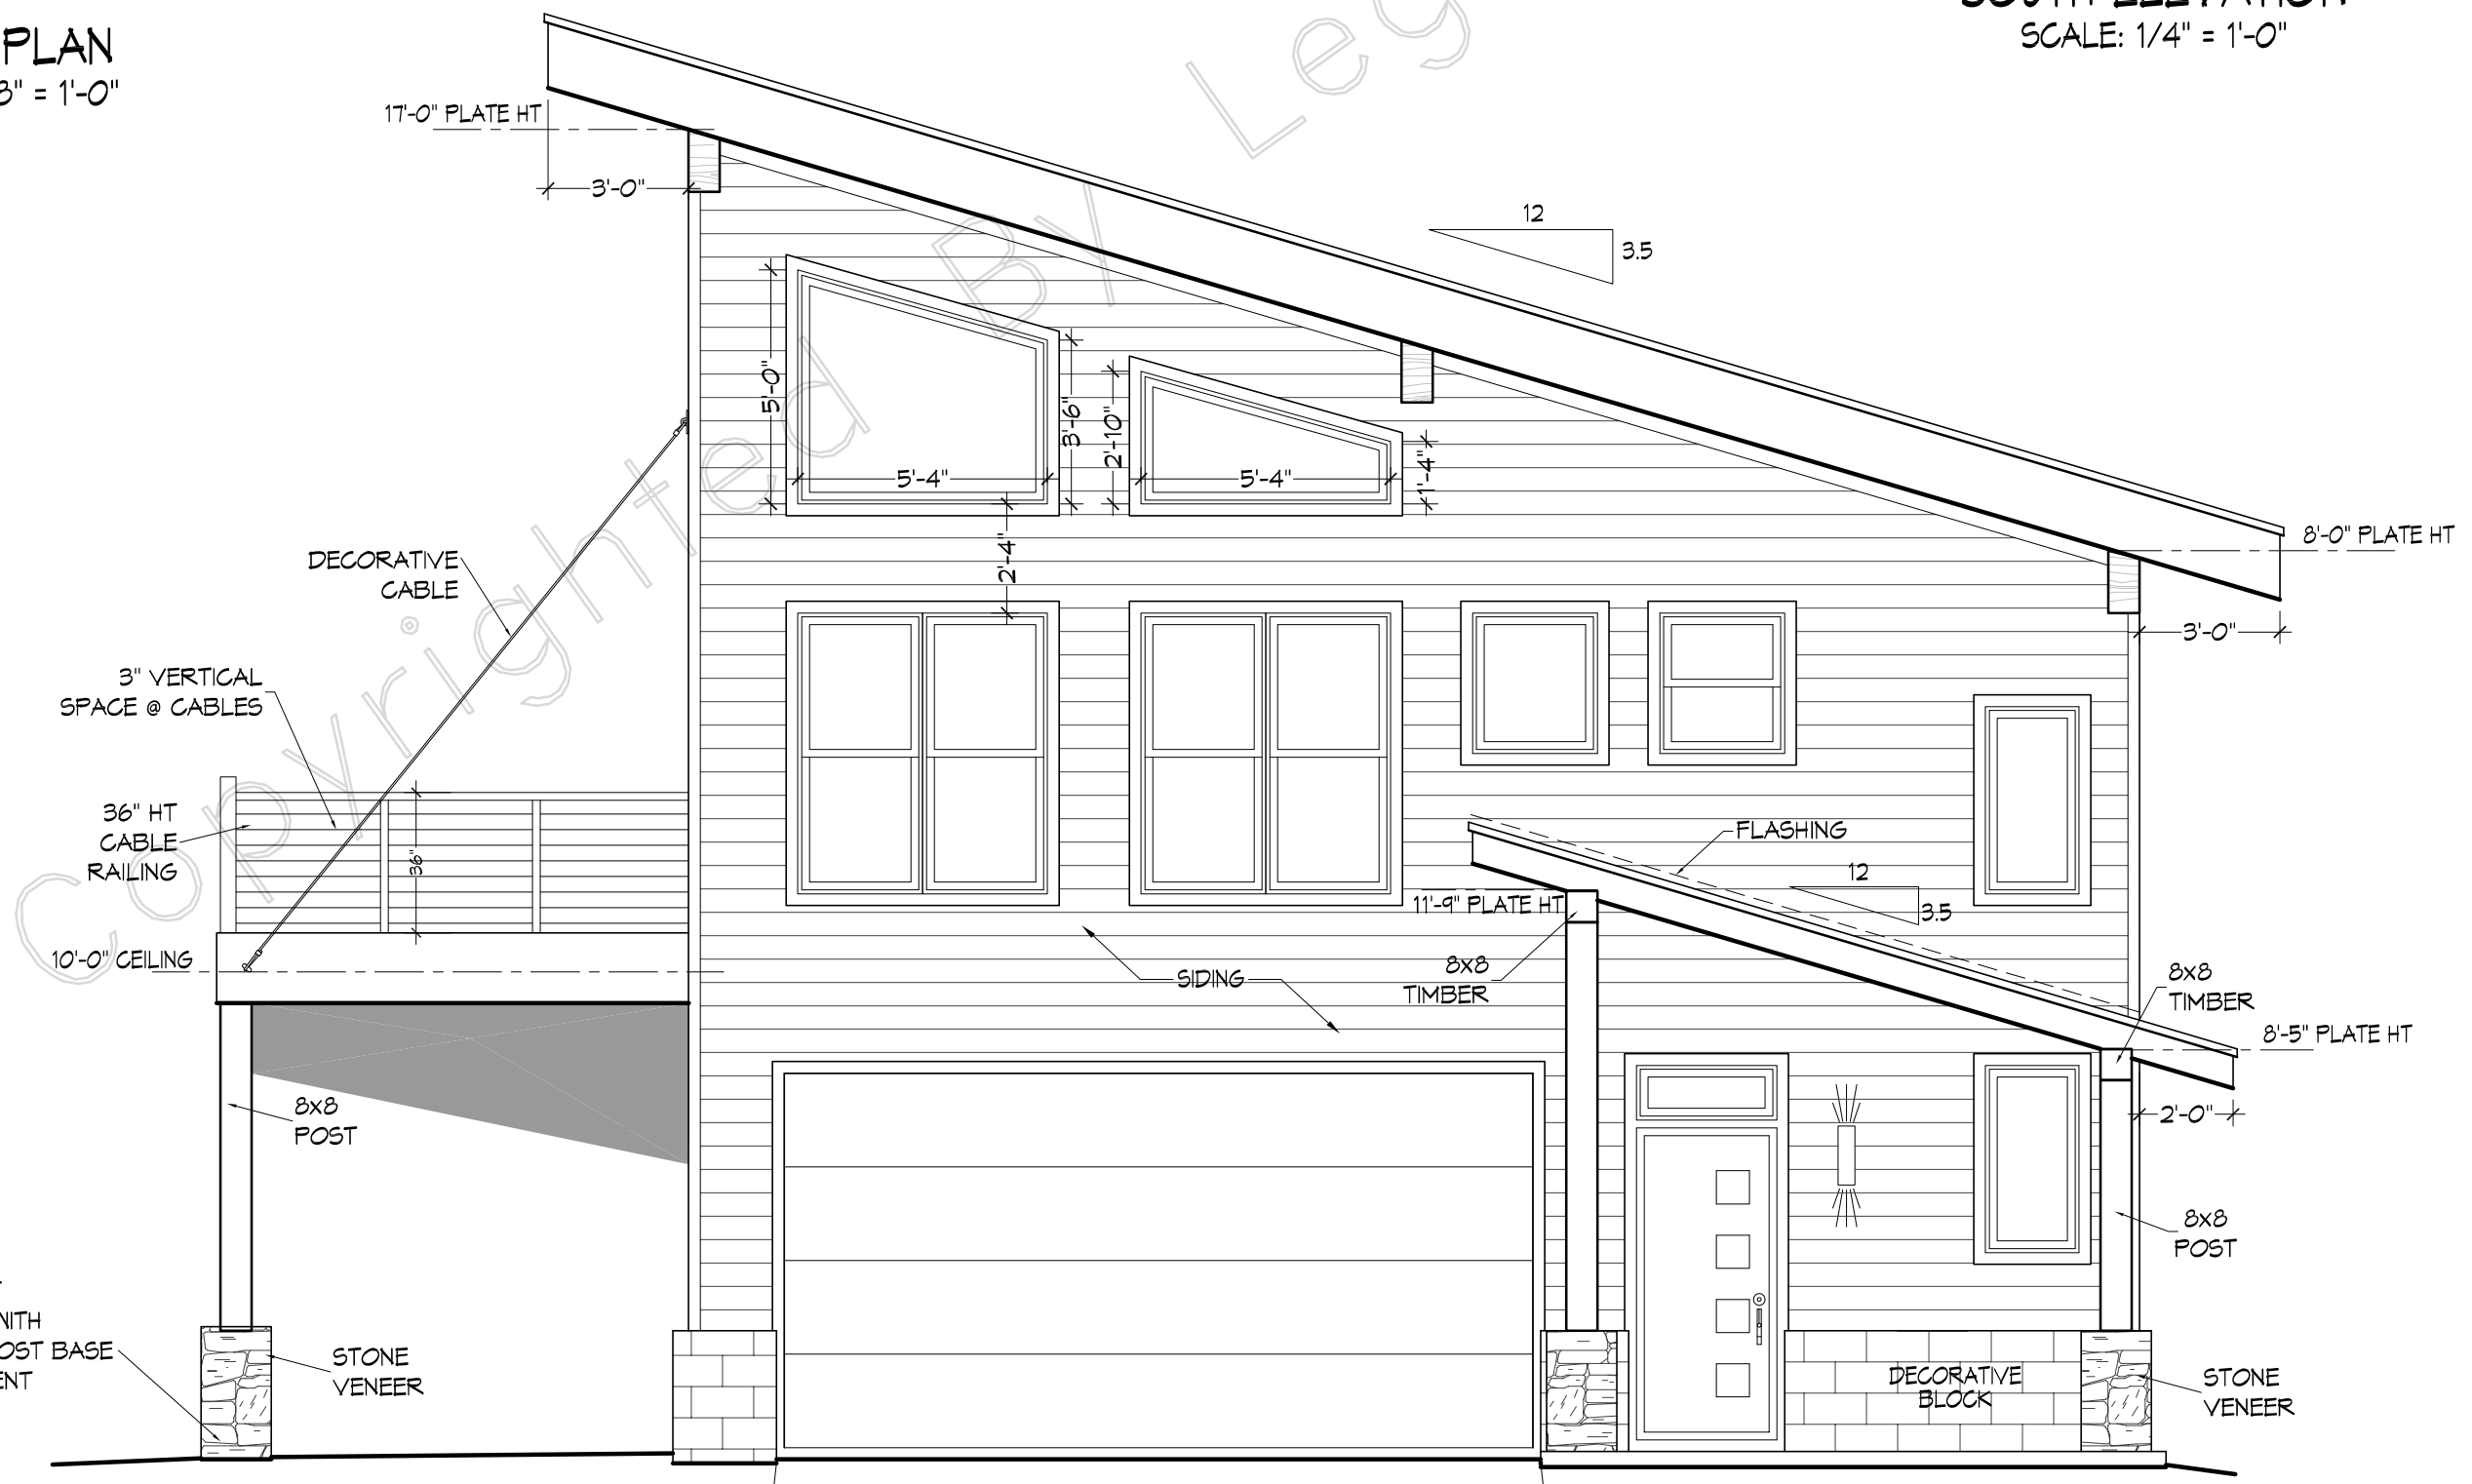 PLAN
8" = 1'-0"
SOUTH ELEVATION
SCALE: 1/4" = 1'-0"
17'-0" PLATE HT
3'-0"
12
3.5
5'-0"
3'-6"
2'-10"
1'-4"
5'-4"
5'-4"
2'-4"
8'-0" PLATE HT
3'-0"
DECORATIVE
CABLE
3" VERTICAL
SPACE @ CABLES
36" HT
CABLE
RAILING
36"
FLASHING
12
3.5
11'-9" PLATE HT
10'-0" CEILING
SIDING
8x8
TIMBER
8x8
TIMBER
8'-5" PLATE HT
2'-0"
8x8
POST
8x8
POST
OST BASE
STONE
VENEER
DECORATIVE
BLOCK
STONE
VENEER
Copyrighted By Leg